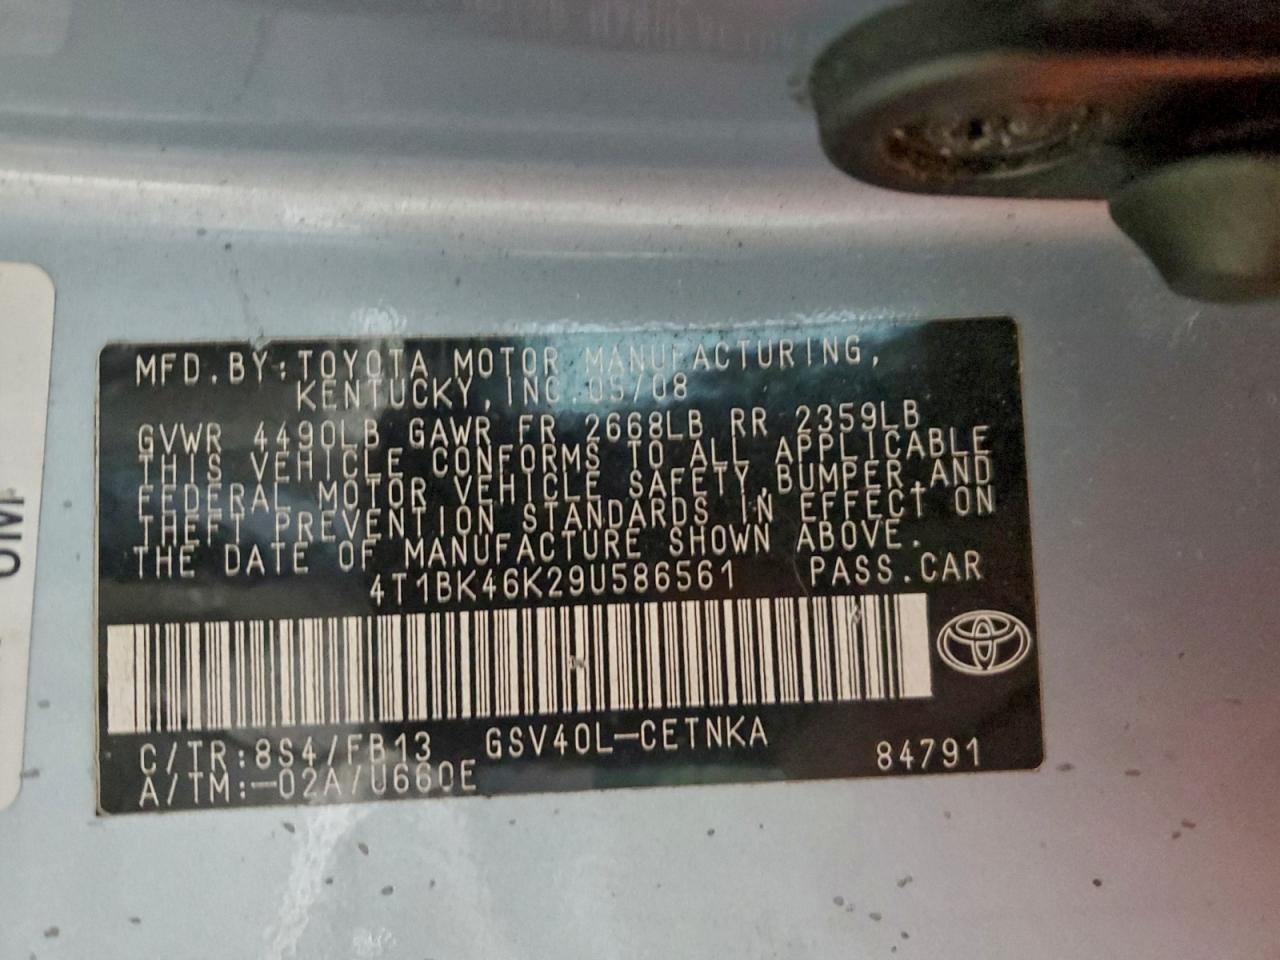 MFD.BY:TOYOTA MOTOR MANUFACTURING,
KENTUCKY, INC. 05/08
GVWR 4490LB GAWR FR 2668LB RR 2359LB
THIS VEHICLE CONFORMS TO ALL APPLICABLE
FEDERAL MOTOR VEHICLE SAFETY,BUMPER,AND
THEFT PREVENTION STANDARDS IN EFFECT ON
THE DATE OF MANUFACTURE SHOWN ABOVE.
4T1BK46K29U586561 PASS.CAR
C/TR:8S4/FB13 GSV40L-CETNKA
A/TM:-02A/U660E 84791